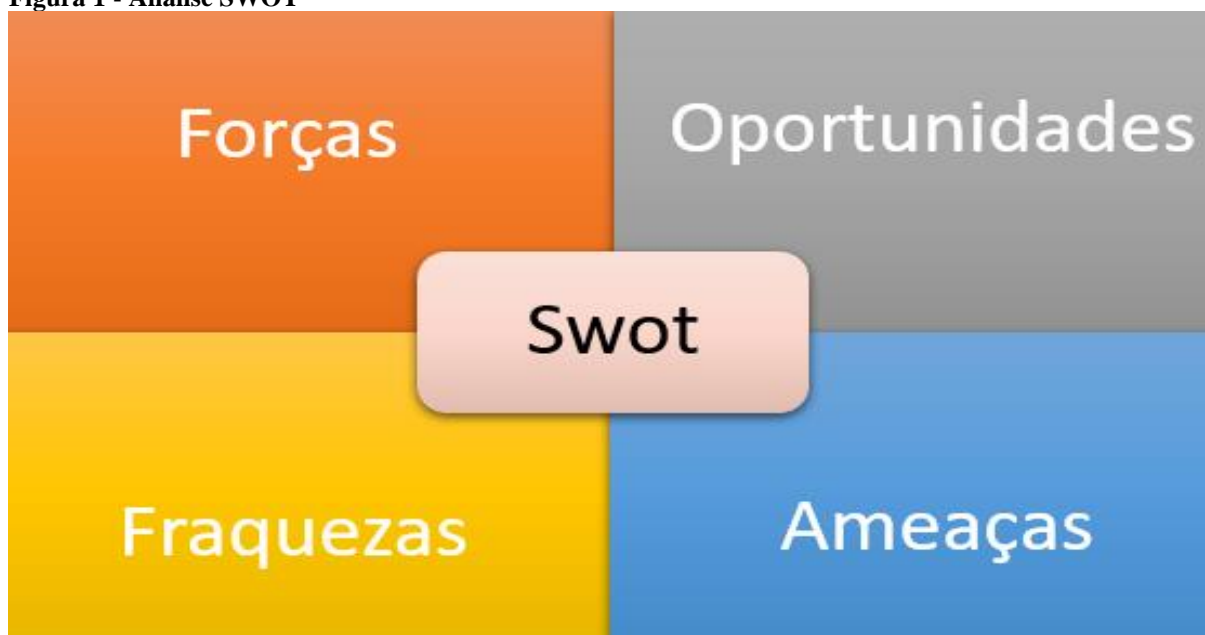 Figura 1 - Análise SWOT
Forças
Oportunidades
Swot
Fraquezas
Ameaças